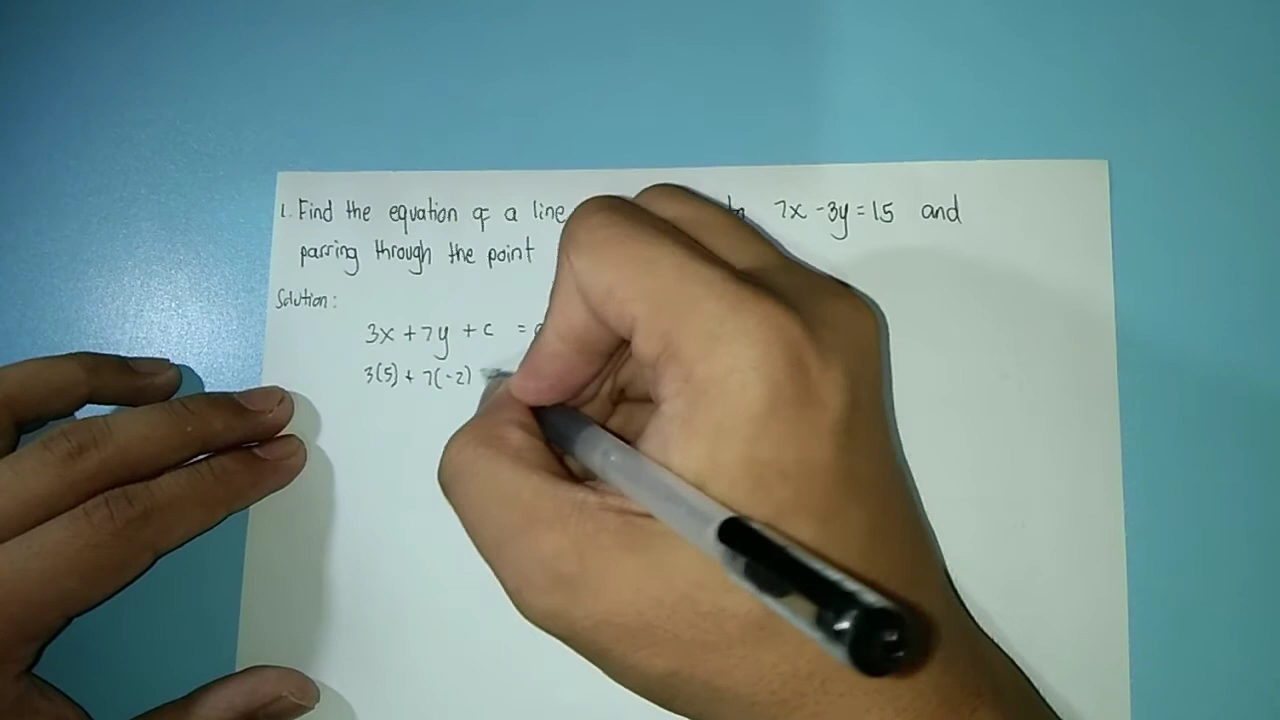 1. Find the equation of a line to 7x - 3y = 15 and
passing through the point
Solution:
3x + 7y + c =
3(5) + 7(-2)